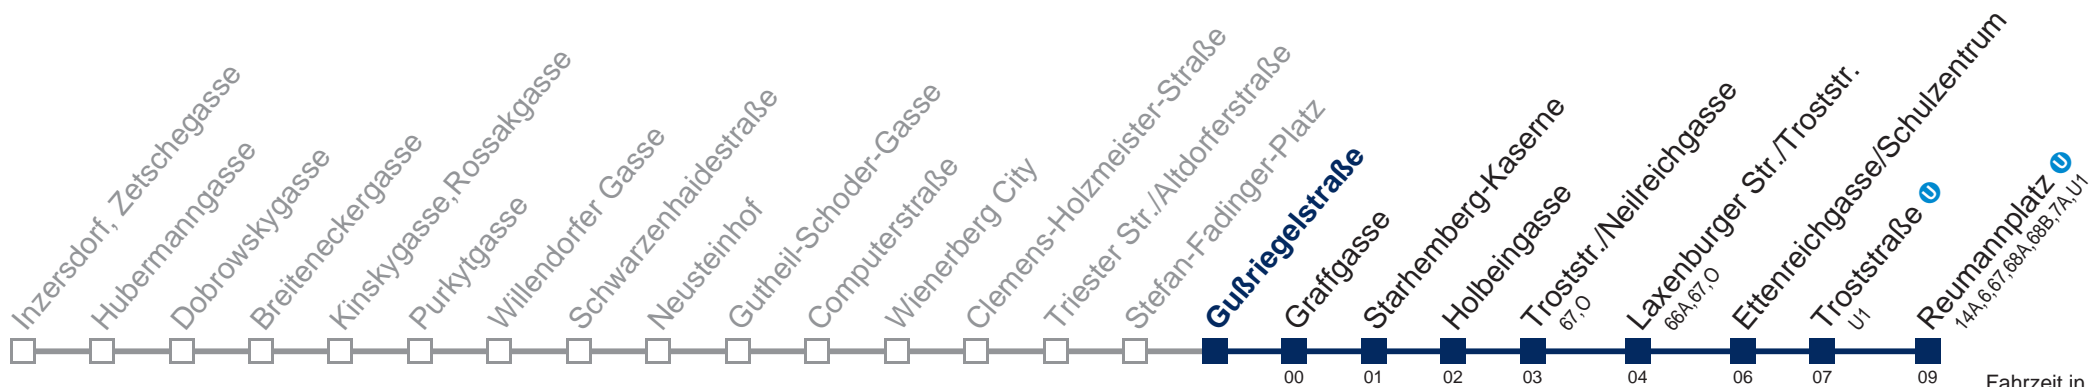 Inzersdorf, Zetschegasse
Hubermanngasse
Dobrowskygasse
Breiteneckergasse
Kinskygasse,Rossakgasse
Purkytgasse
Willendorfer Gasse
Schwarzenhaidestraße
Neusteinhof
Gutheil-Schoder-Gasse
Computerstraße
Wienerberg City
Clemens-Holzmeister-Straße
Triester Str./Altdorferstraße
Stefan-Fadinger-Platz
Gußriegelstraße
Graffgasse
Starhemberg-Kaserne
Holbeingasse
Troststr./Neilreichgasse
67,O
Laxenburger Str./Troststr.
66A,67,O
Ettenreichgasse/Schulzentrum
Troststraße U
U1
Reumannplatz U
14A,6,67,68A,68B,7A,U1
00 01 02 03 04 06 07 09
Fahrzeit in